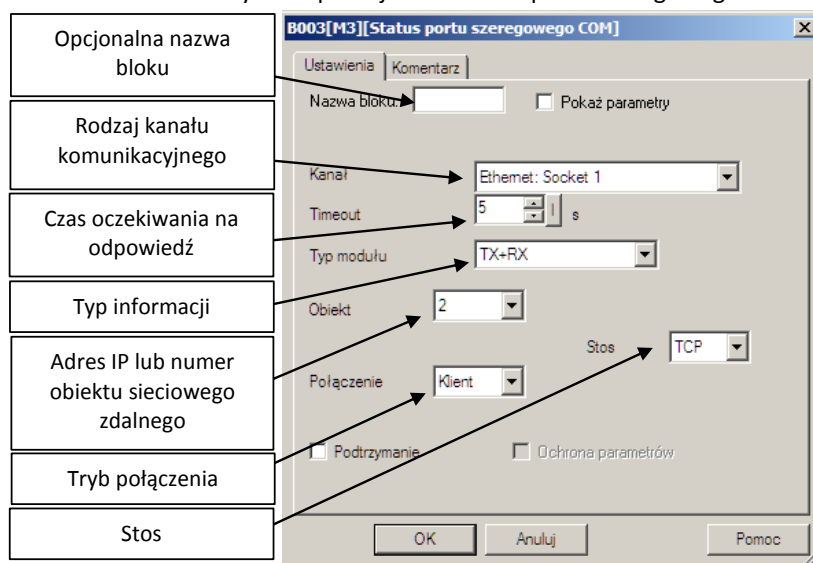 Opcjonalna nazwa
bloku
Rodzaj kanału
komunikacyjnego
Czas oczekiwania na
odpowiedź
Typ informacji
Adres IP lub numer
obiektu sieciowego
zdalnego
Tryb połączenia
Stos
B003[M3][Status portu szeregowego COM]
Ustawienia Komentarz
Nazwa bloku: Pokaż parametry
Kanał Ethernet: Socket 1
Timeout 5 s
Typ modułu TX+RX
Obiekt 2
Stos TCP
Połączenie Klient
Podtrzymanie Ochrona parametrów
OK Anuluj Pomoc